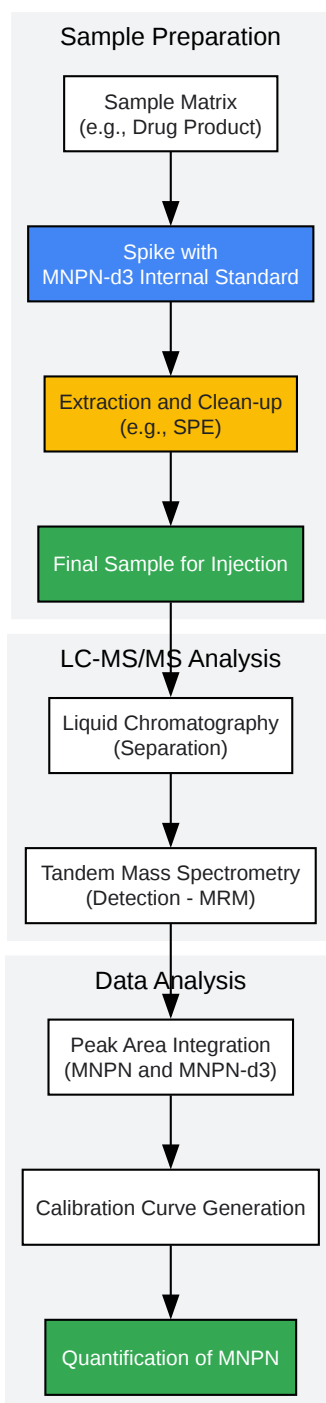 Sample Preparation
Sample Matrix
(e.g., Drug Product)
Spike with
MNPN-d3 Internal Standard
Extraction and Clean-up
(e.g., SPE)
Final Sample for Injection
LC-MS/MS Analysis
Liquid Chromatography
(Separation)
Tandem Mass Spectrometry
(Detection - MRM)
Data Analysis
Peak Area Integration
(MNPN and MNPN-d3)
Calibration Curve Generation
Quantification of MNPN